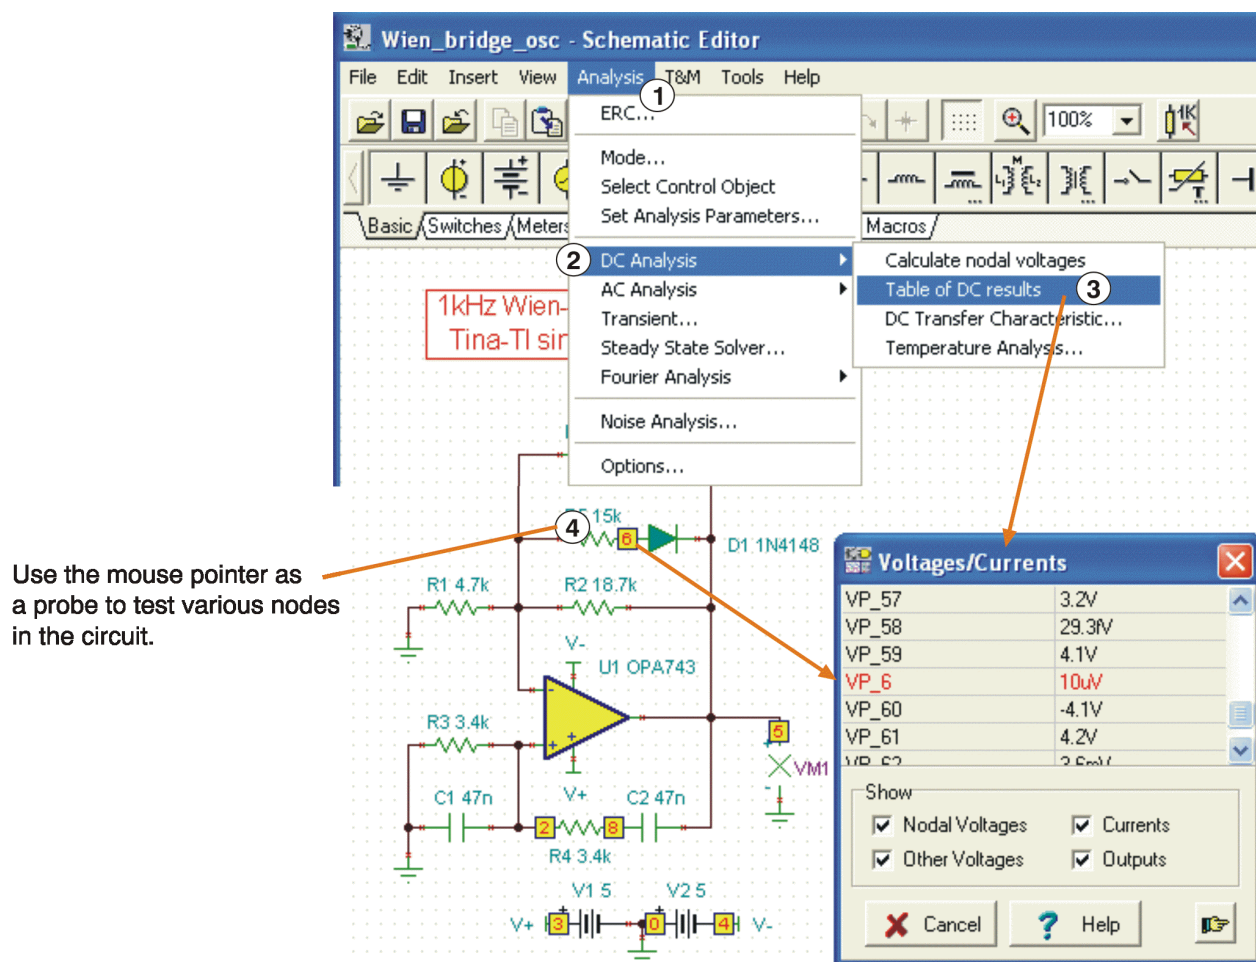 Wien_bridge_osc - Schematic Editor
File Edit Insert View Analysis T&M Tools Help
1
ERC...
100%
1K
Mode...
Select Control Object
Set Analysis Parameters...
M
L1 L2
T
Basic Switches Meters Macros
2 DC Analysis
AC Analysis
Transient...
Steady State Solver...
Fourier Analysis
Noise Analysis...
Options...
Calculate nodal voltages
Table of DC results 3
DC Transfer Characteristic...
Temperature Analysis...
1kHz Wien-
Tina-TI
15k
4
6
D1 1N4148
Use the mouse pointer as
a probe to test various nodes
in the circuit.
R1 4.7k R2 18.7k
V-
U1 OPA743
R3 3.4k
5
VM1
C1 47n V+ C2 47n
2 8
R4 3.4k
V1 5 V2 5
V+ 3 0 4 V-
Voltages/Currents
VP_57 3.2V
VP_58 29.3fV
VP_59 4.1V
VP_6 10uV
VP_60 -4.1V
VP_61 4.2V
VP_62 3.6mV
Show
Nodal Voltages Currents
Other Voltages Outputs
Cancel Help